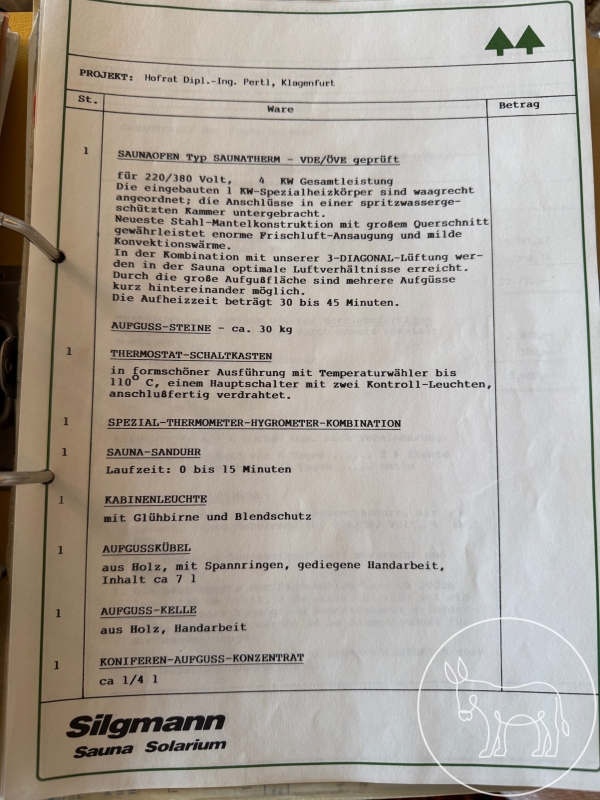 PROJEKT: Hofrat Dipl.-Ing. Pertl, Klagenfurt
St. Ware Betrag
1 SAUNAOFEN Typ SAUNATHERM - VDE/ÖVE geprüft
für 220/380 Volt, 4 KW Gesamtleistung
Die eingebauten 1 KW-Spezialheizkörper sind waagrecht
angeordnet; die Anschlüsse in einer spritzwasserge-
schützten Kammer untergebracht.
Neueste Stahl-Mantelkonstruktion mit großem Querschnitt
gewährleistet enorme Frischluft-Ansaugung und milde
Konvektionswärme.
In der Kombination mit unserer 3-DIAGONAL-Lüftung wer-
den in der Sauna optimale Luftverhältnisse erreicht.
Durch die große Aufgußfläche sind mehrere Aufgüsse
kurz hintereinander möglich.
Die Aufheizzeit beträgt 30 bis 45 Minuten.
AUFGUSS-STEINE - ca. 30 kg
1 THERMOSTAT-SCHALTKASTEN
in formschöner Ausführung mit Temperaturwähler bis
110° C, einem Hauptschalter mit zwei Kontroll-Leuchten,
anschlußfertig verdrahtet.
1 SPEZIAL-THERMOMETER-HYGROMETER-KOMBINATION
1 SAUNA-SANDUHR
Laufzeit: 0 bis 15 Minuten
1 KABINENLEUCHTE
mit Glühbirne und Blendschutz
1 AUFGUSSKÜBEL
aus Holz, mit Spannringen, gediegene Handarbeit,
Inhalt ca 7 l
1 AUFGUSS-KELLE
aus Holz, Handarbeit
1 KONIFEREN-AUFGUSS-KONZENTRAT
ca 1/4 l
Silgmann
Sauna Solarium